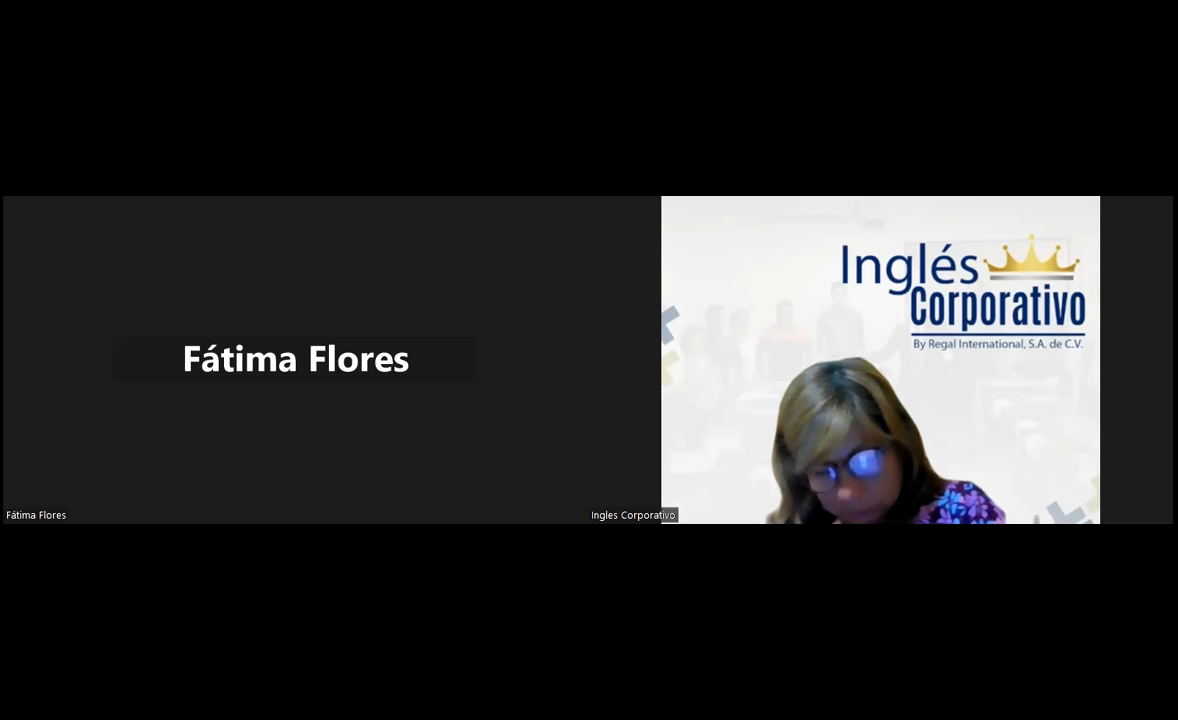 Fátima Flores
Fátima Flores
Inglés
Corporativo
By Regal International, S.A. de C.V.
Ingles Corporativo